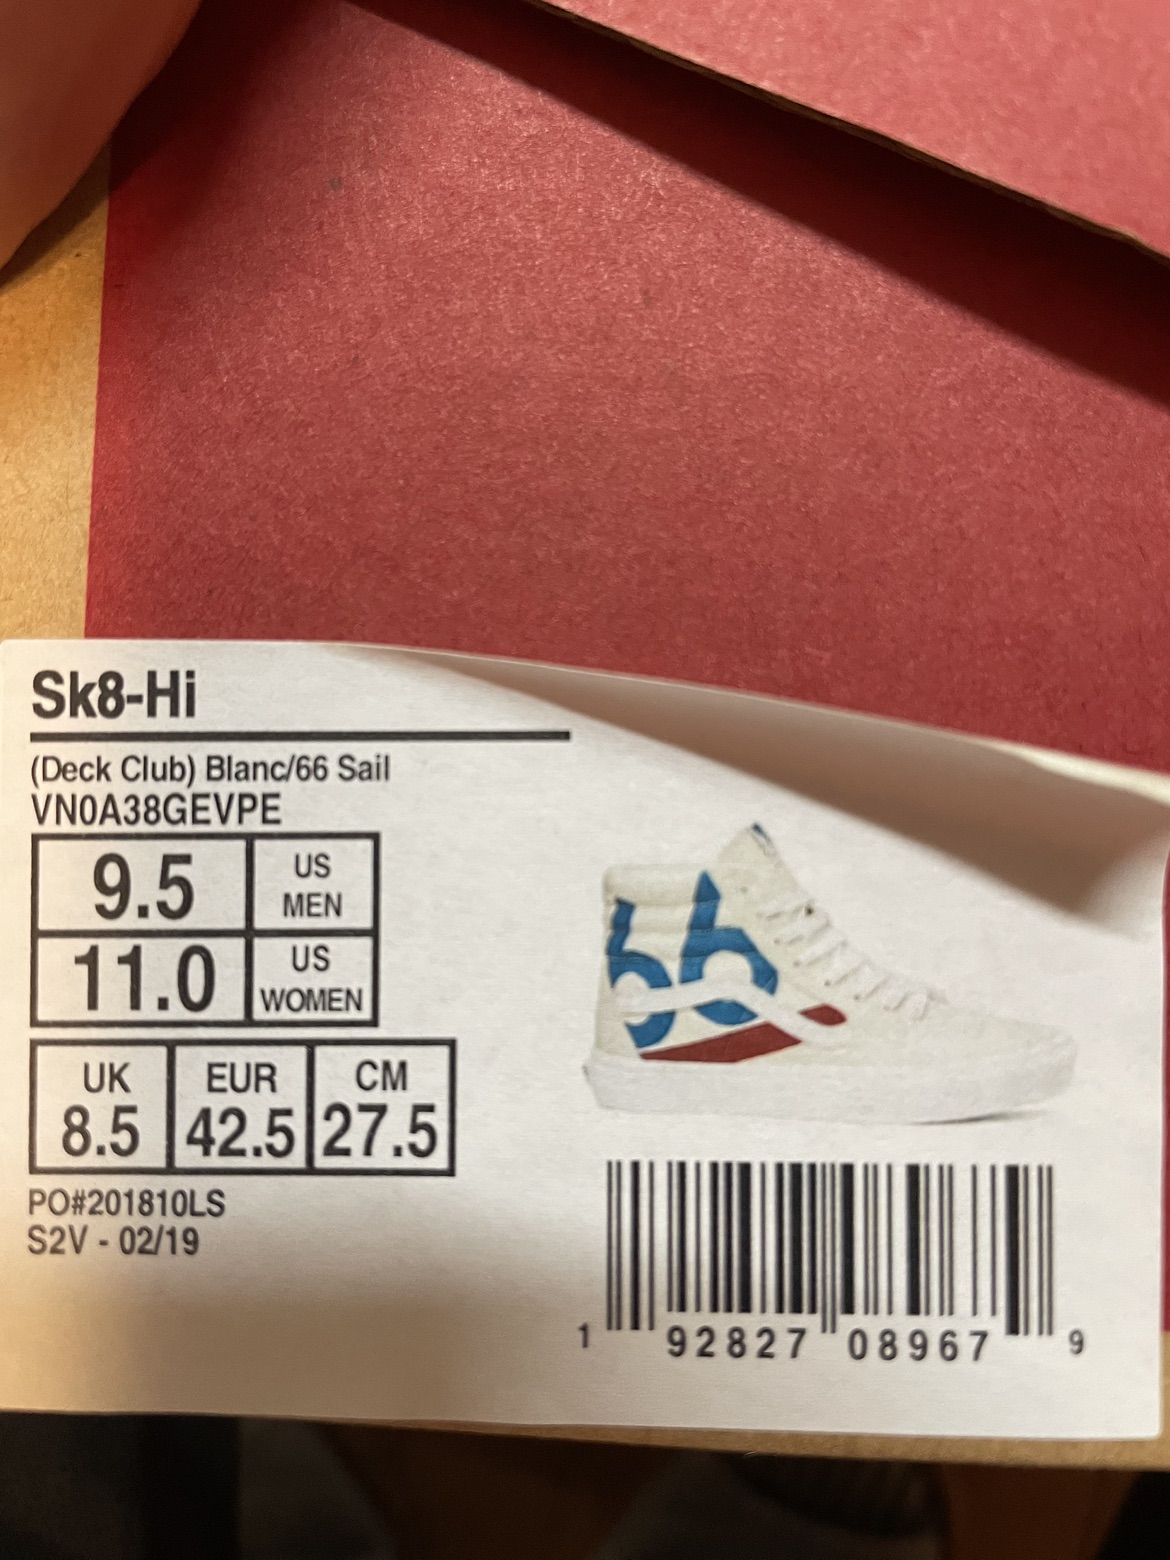 Sk8-Hi
(Deck Club) Blanc/66 Sail
VN0A38GEVPE
9.5 US MEN
11.0 US WOMEN
UK EUR CM
8.5 42.5 27.5
PO#201810LS
S2V - 02/19
66
1 92827 08967 9